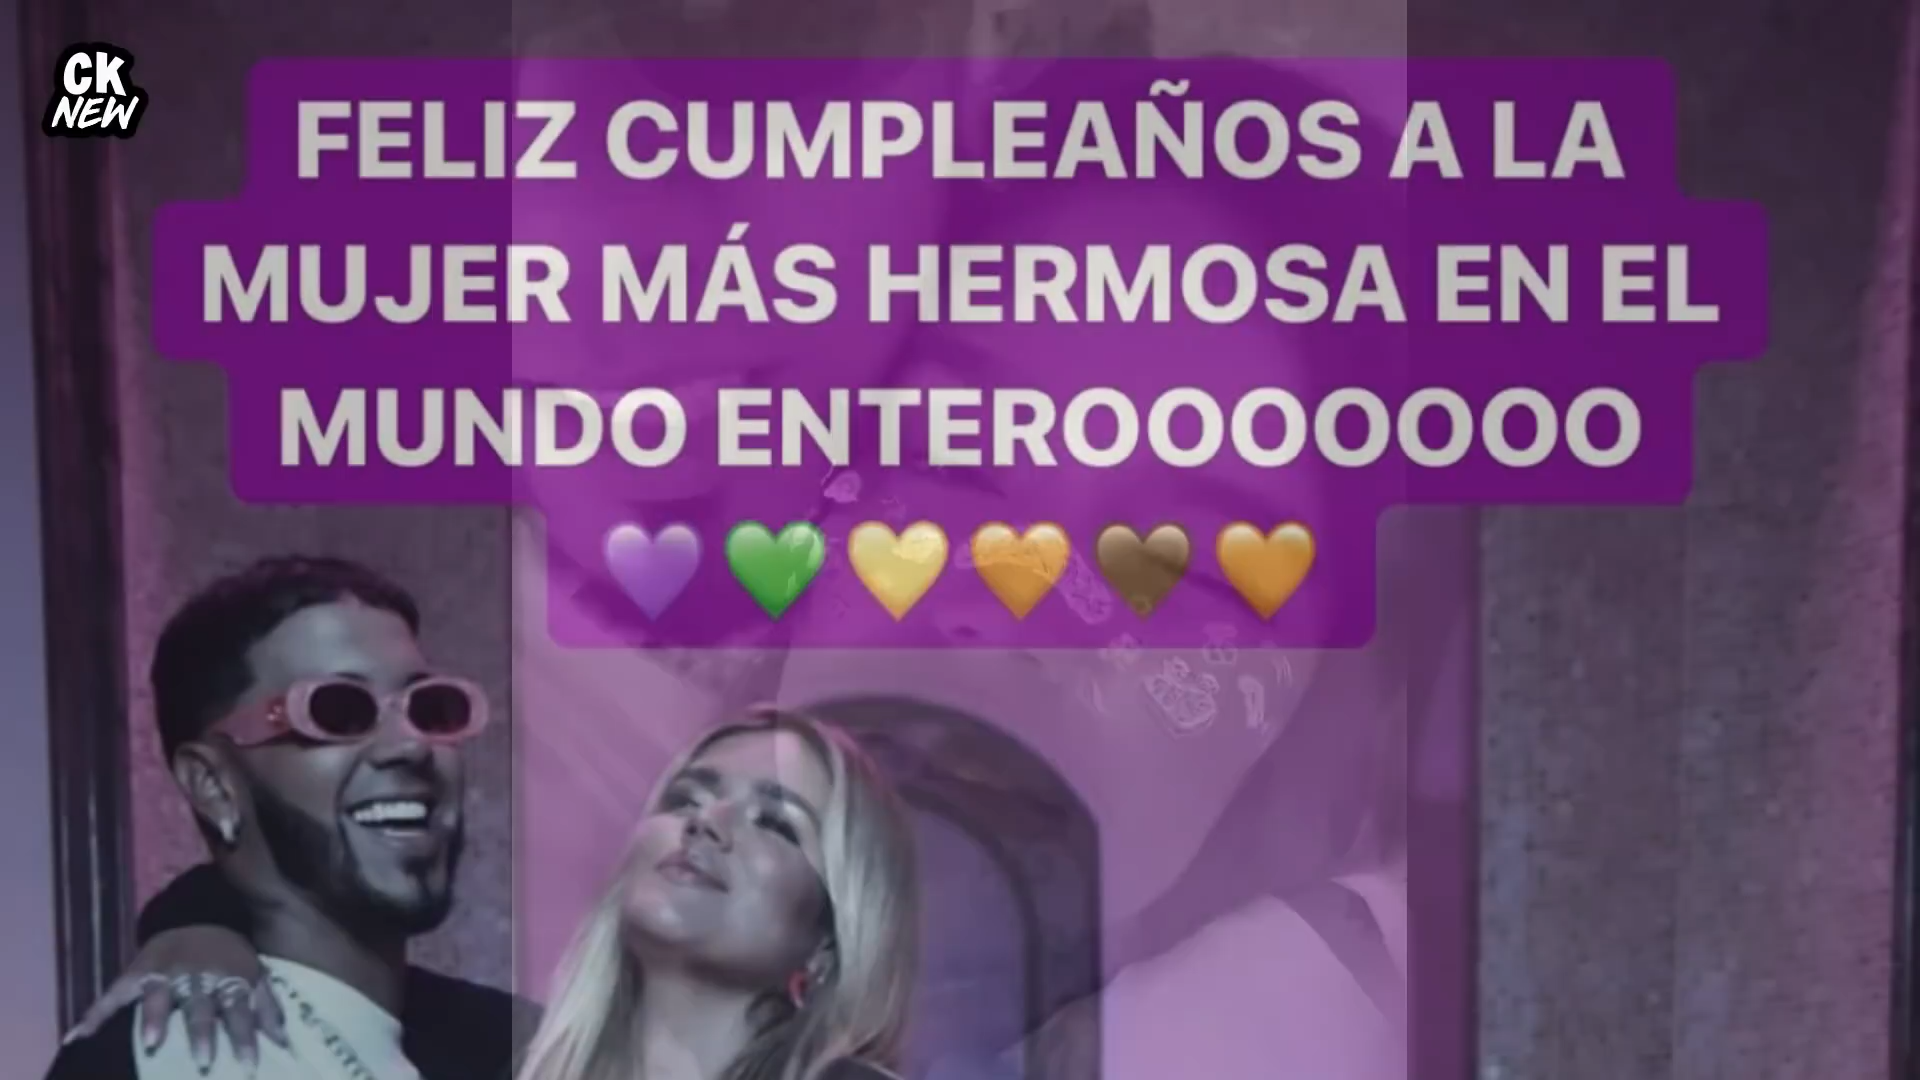 CK
NEW
FELIZ CUMPLEAÑOS A LA
MUJER MÁS HERMOSA EN EL
MUNDO ENTEROOOOOOO
💜💚💛🧡🤎🧡